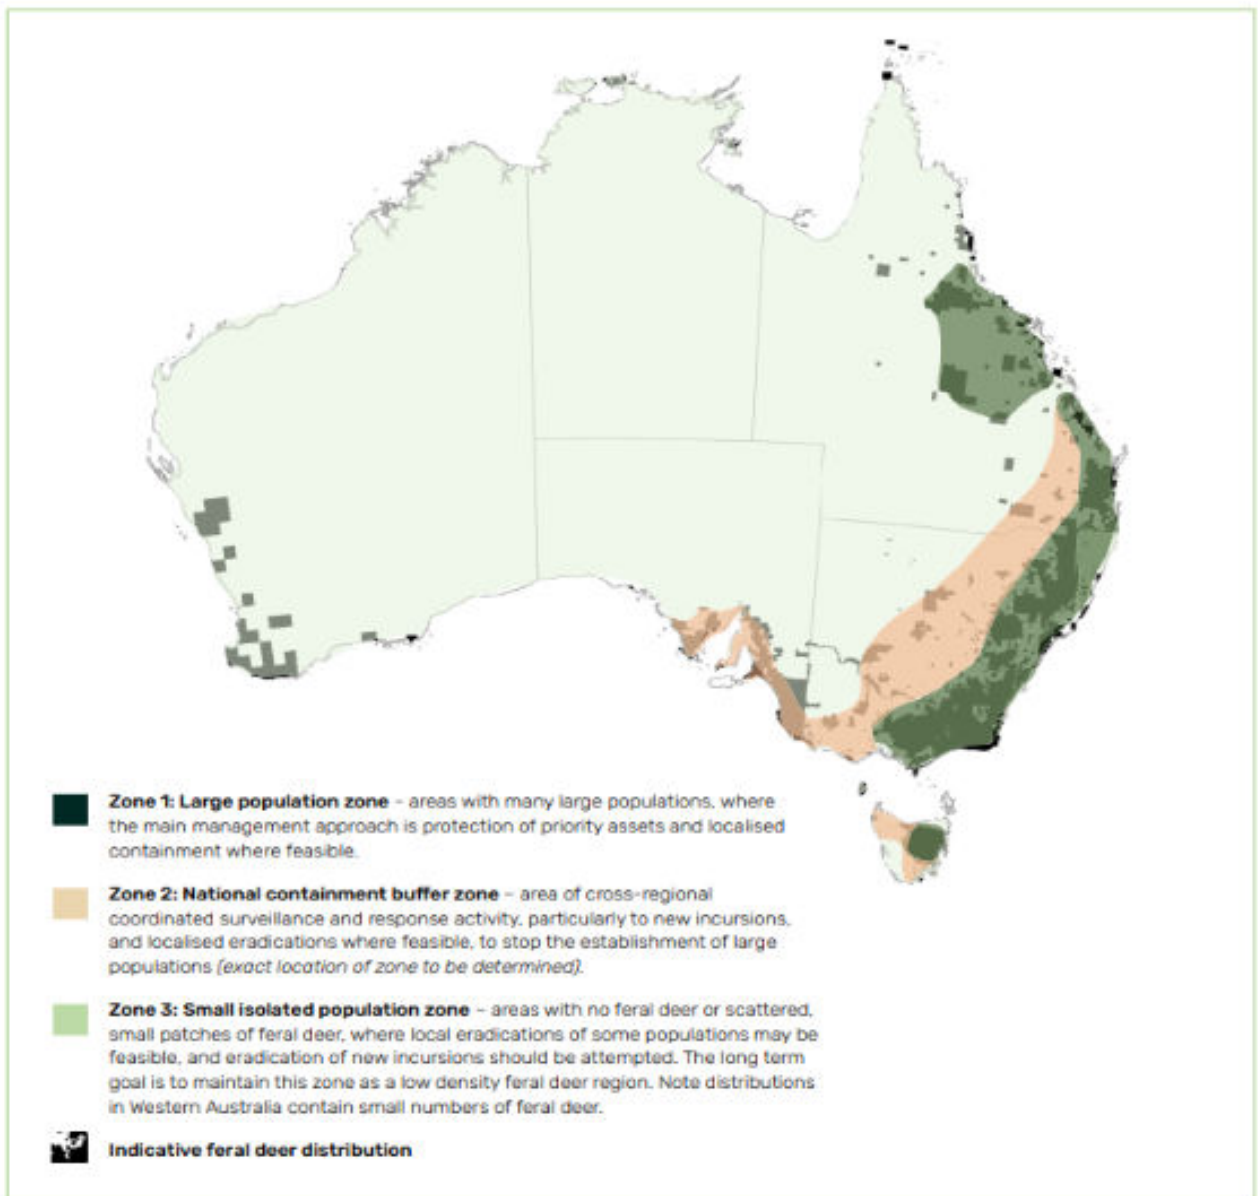 Zone 1: Large population zone – areas with many large populations, where
the main management approach is protection of priority assets and localised
containment where feasible.
Zone 2: National containment buffer zone – area of cross-regional
coordinated surveillance and response activity, particularly to new incursions,
and localised eradications where feasible, to stop the establishment of large
populations (exact location of zone to be determined).
Zone 3: Small isolated population zone – areas with no feral deer or scattered,
small patches of feral deer, where local eradications of some populations may be
feasible, and eradication of new incursions should be attempted. The long term
goal is to maintain this zone as a low density feral deer region. Note distributions
in Western Australia contain small numbers of feral deer.
Indicative feral deer distribution